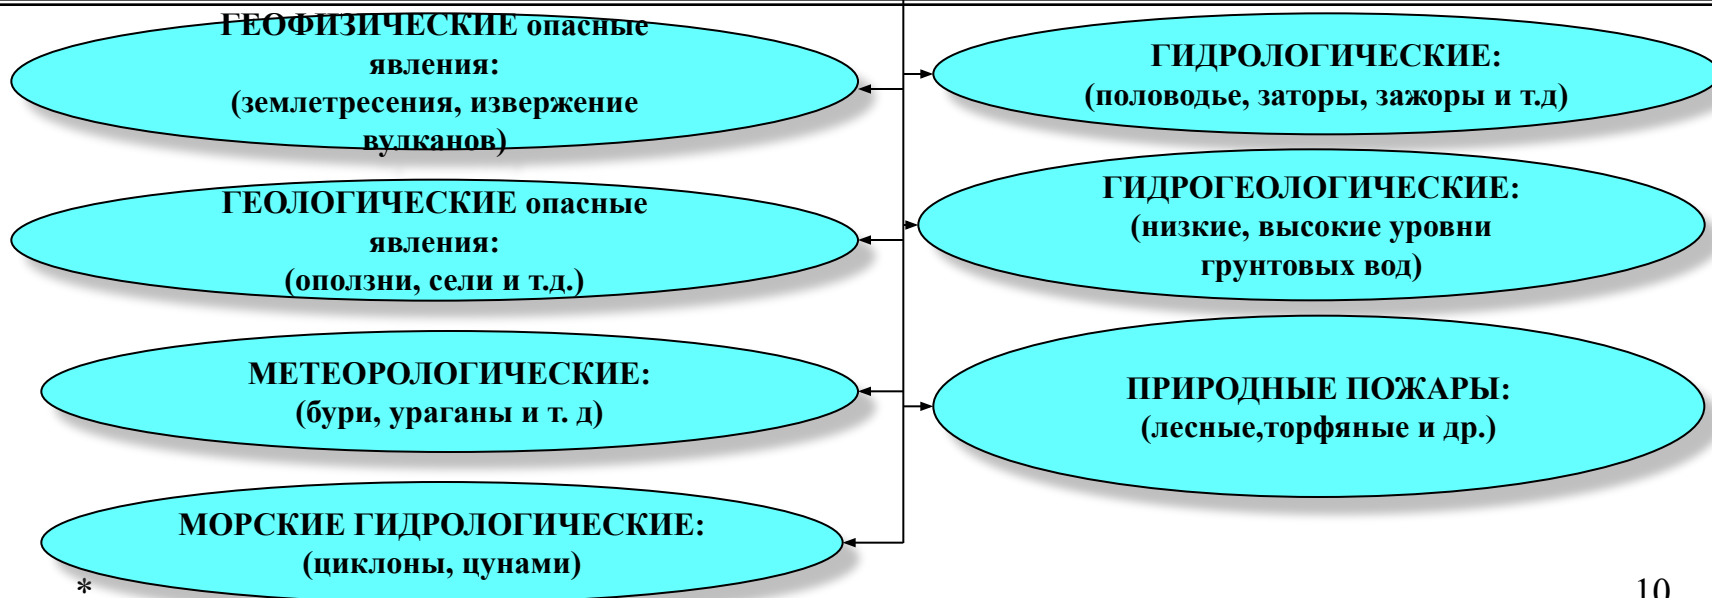 ГЕОФИЗИЧЕСКИЕ опасные
явления:
(землетресения, извержение
вулканов)
ГЕОЛОГИЧЕСКИЕ опасные
явления:
(оползни, сели и т.д.)
МЕТЕОРОЛОГИЧЕСКИЕ:
(бури, ураганы и т. д)
МОРСКИЕ ГИДРОЛОГИЧЕСКИЕ:
(циклоны, цунами)
ГИДРОЛОГИЧЕСКИЕ:
(половодье, заторы, зажоры и т.д)
ГИДРОГЕОЛОГИЧЕСКИЕ:
(низкие, высокие уровни
грунтовых вод)
ПРИРОДНЫЕ ПОЖАРЫ:
(лесные,торфяные и др.)
*
10